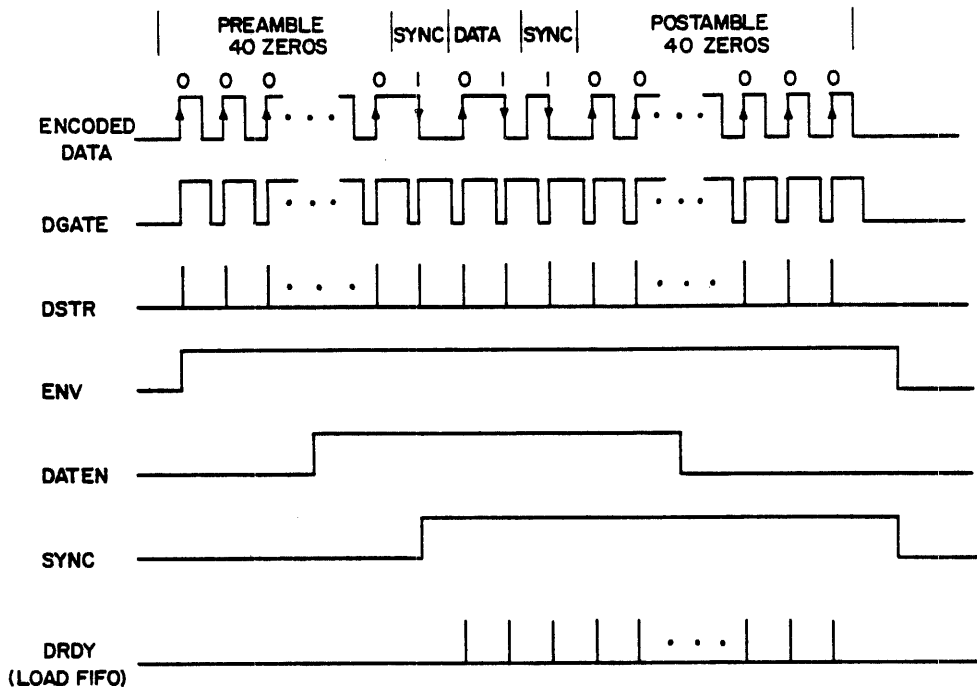 PREAMBLE
40 ZEROS
SYNC
DATA
SYNC
POSTAMBLE
40 ZEROS
0 0 0 0 1 0 1 1 0 0 0 0 0
ENCODED
DATA
DGATE
DSTR
ENV
DATEN
SYNC
DRDY
(LOAD FIFO)